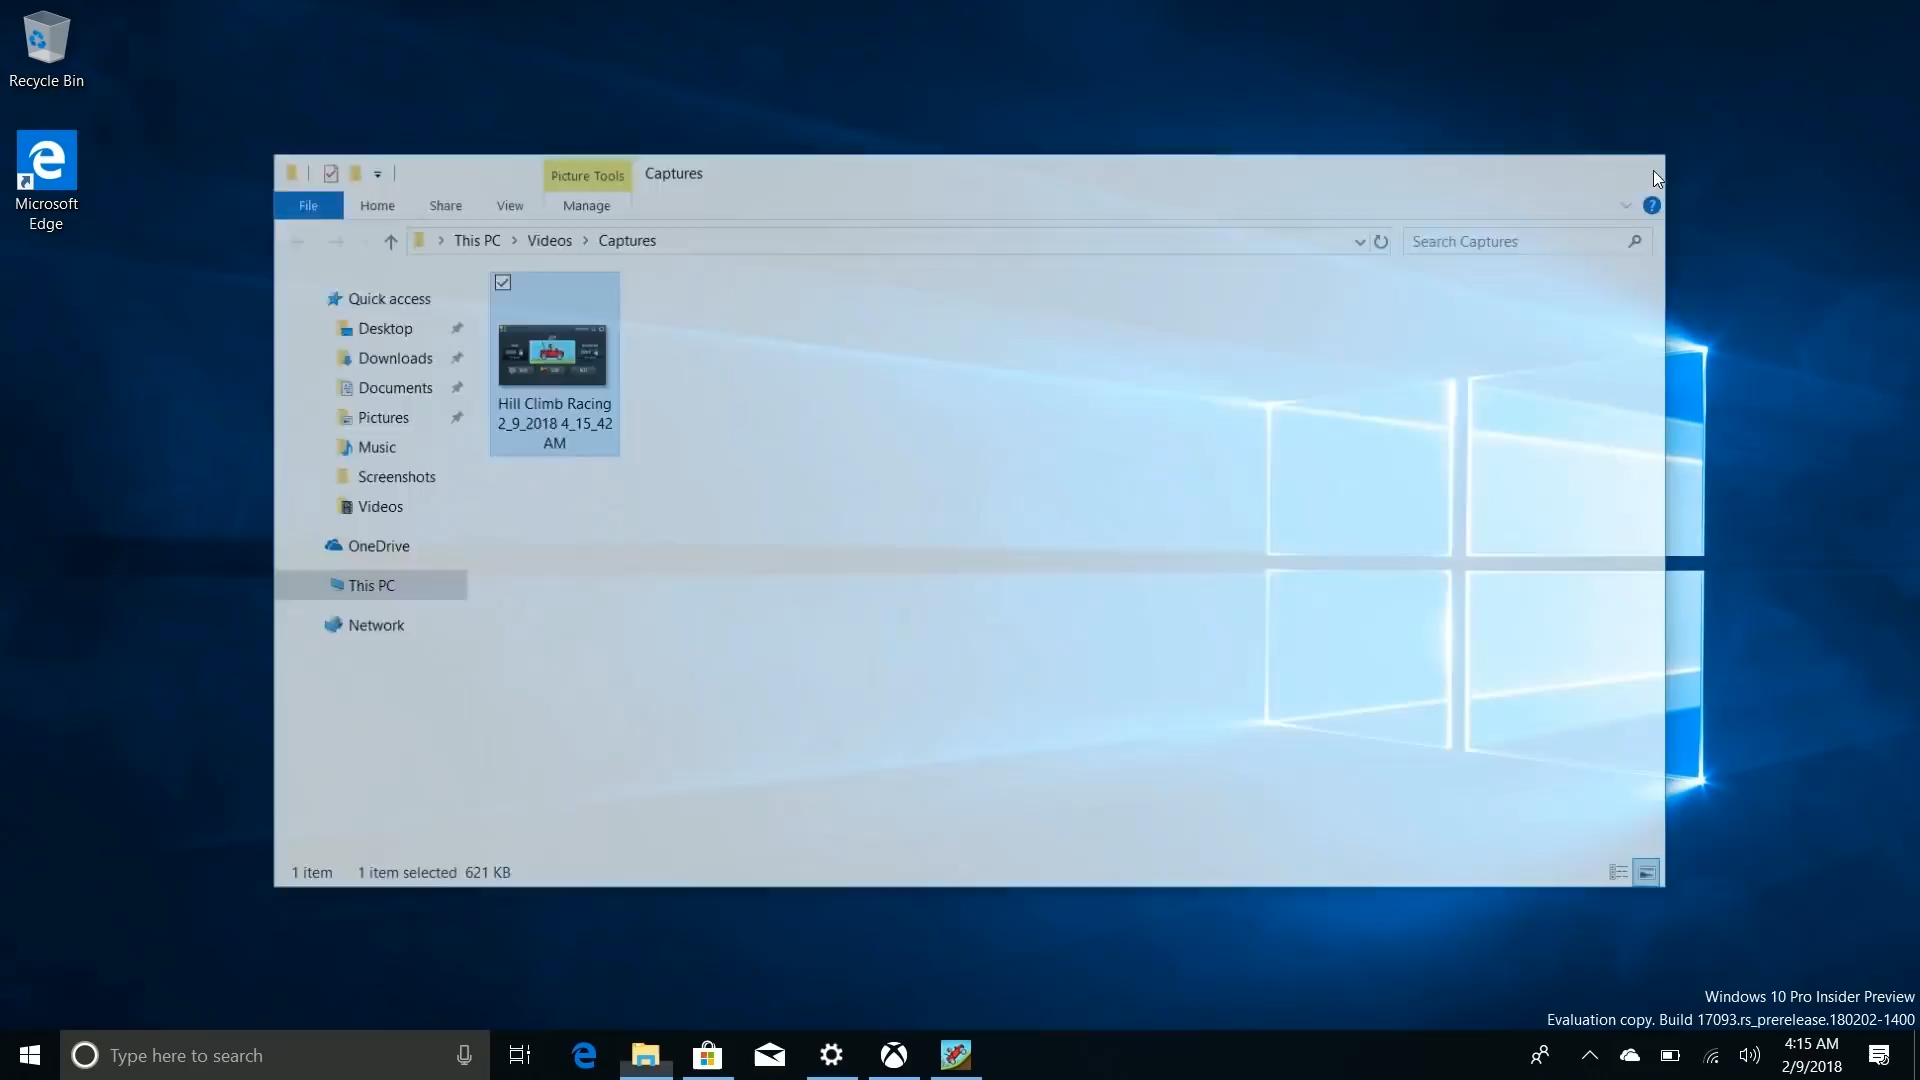 Recycle Bin
Microsoft
Edge
Picture Tools
Captures
File
Home
Share
View
Manage
This PC
Videos
Captures
Search Captures
Quick access
Desktop
Downloads
Documents
Pictures
Music
Screenshots
Videos
OneDrive
This PC
Network
Hill Climb Racing
2_9_2018 4_15_42
AM
1 item
1 item selected 621 KB
Windows 10 Pro Insider Preview
Evaluation copy. Build 17093.rs_prerelease.180202-1400
Type here to search
4:15 AM
2/9/2018